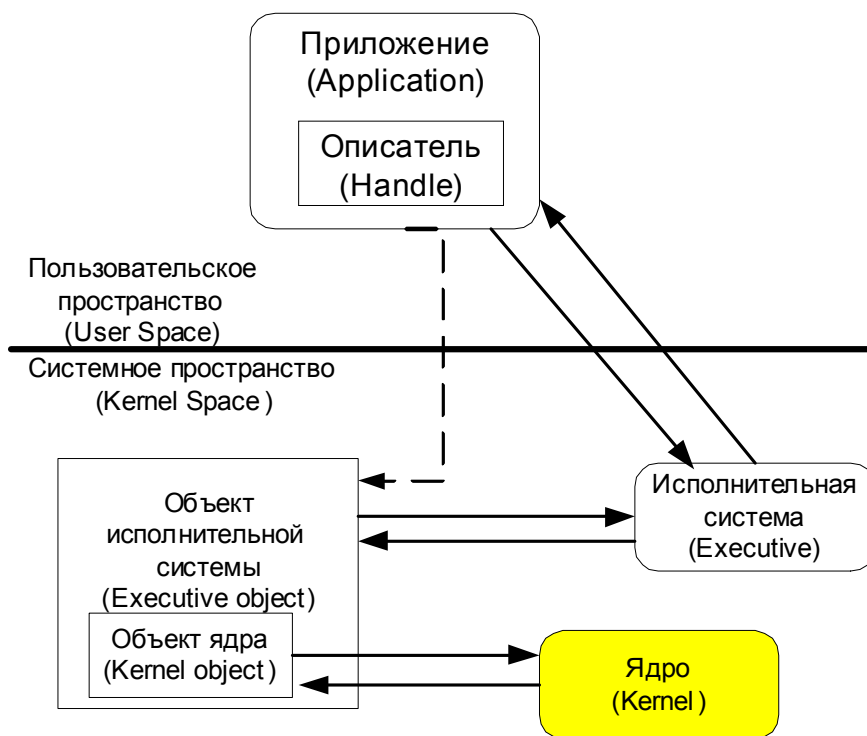 Приложение
(Application)
Описатель
(Handle)
Пользовательское
пространство
(User Space)
Системное пространство
(Kernel Space)
Объект
исполнительной
системы
(Executive object)
Объект ядра
(Kernel object)
Исполнительная
система
(Executive)
Ядро
(Kernel)